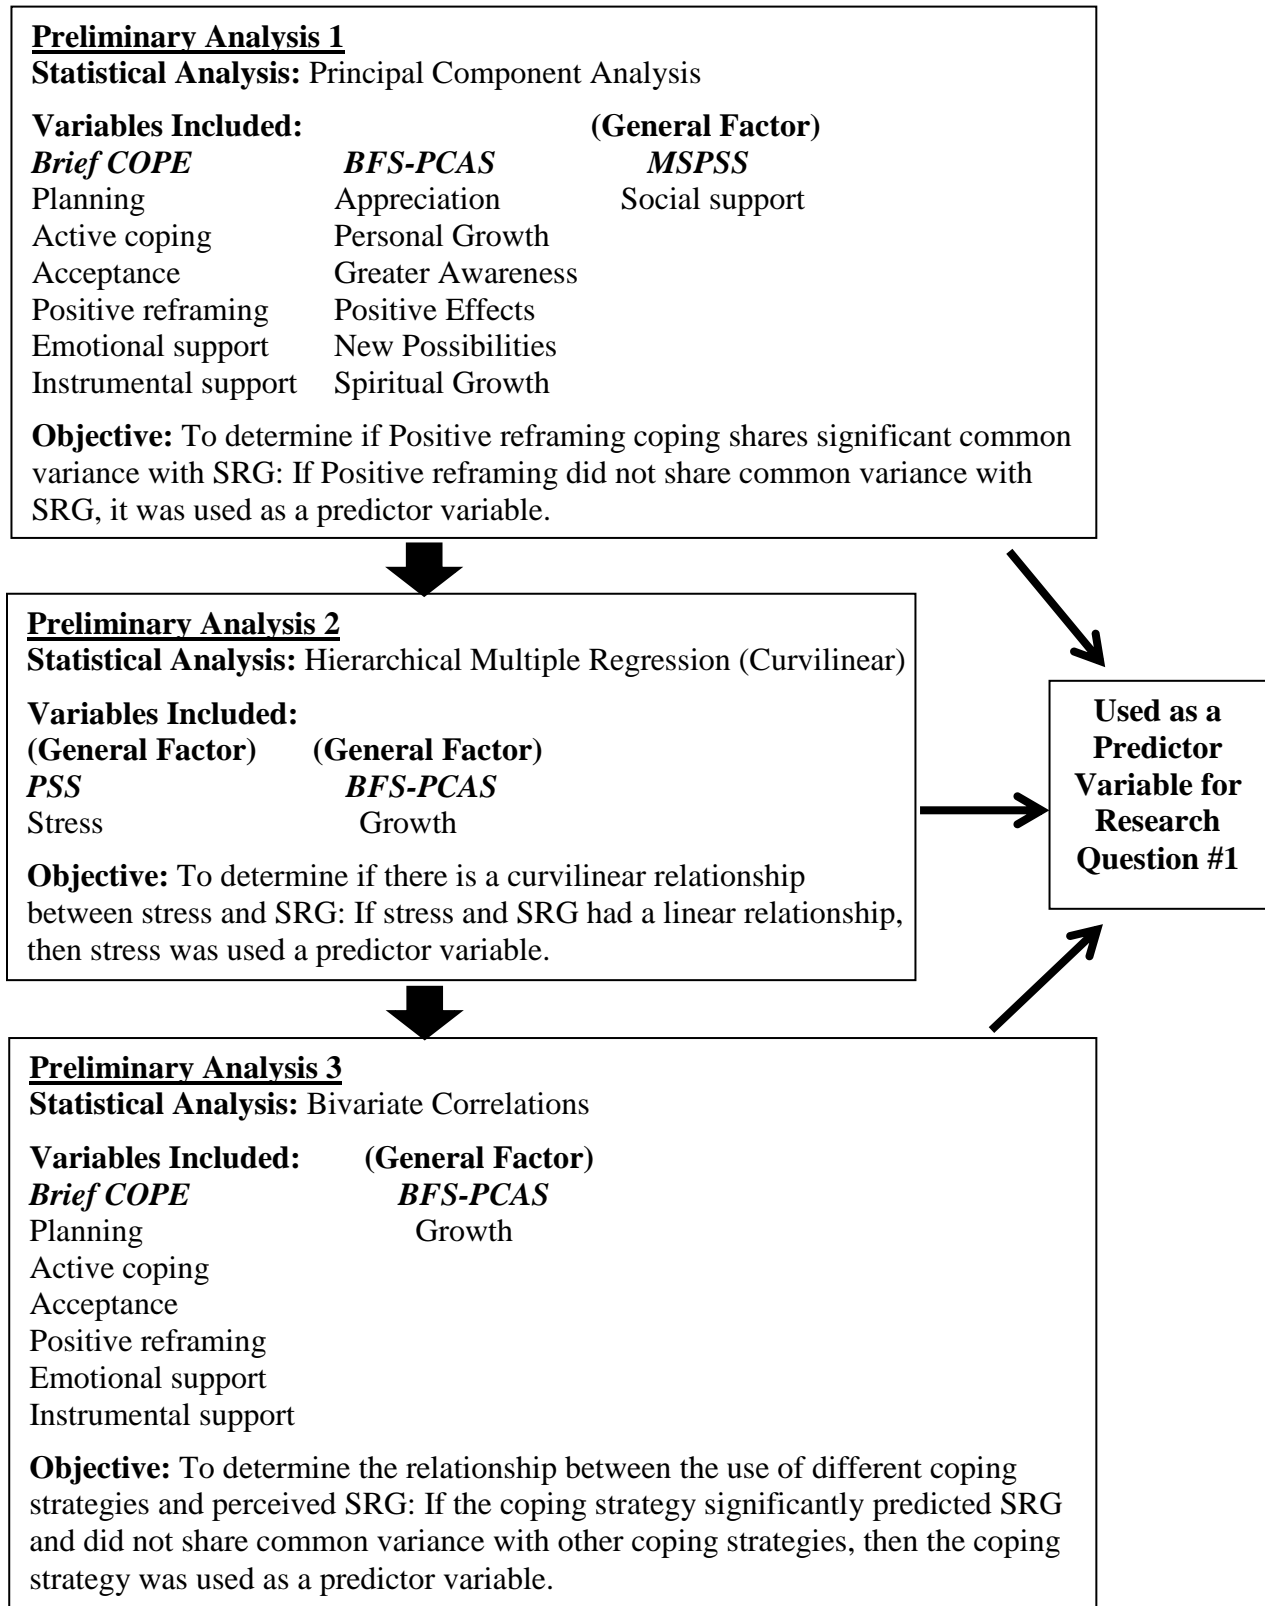 Preliminary Analysis 1
Statistical Analysis: Principal Component Analysis
Variables Included: (General Factor)
Brief COPE BFS-PCAS MSPSS
Planning Appreciation Social support
Active coping Personal Growth
Acceptance Greater Awareness
Positive reframing Positive Effects
Emotional support New Possibilities
Instrumental support Spiritual Growth
Objective: To determine if Positive reframing coping shares significant common
variance with SRG: If Positive reframing did not share common variance with
SRG, it was used as a predictor variable.
Preliminary Analysis 2
Statistical Analysis: Hierarchical Multiple Regression (Curvilinear)
Variables Included:
(General Factor) (General Factor)
PSS BFS-PCAS
Stress Growth
Objective: To determine if there is a curvilinear relationship
between stress and SRG: If stress and SRG had a linear relationship,
then stress was used a predictor variable.
Used as a
Predictor
Variable for
Research
Question #1
Preliminary Analysis 3
Statistical Analysis: Bivariate Correlations
Variables Included: (General Factor)
Brief COPE BFS-PCAS
Planning Growth
Active coping
Acceptance
Positive reframing
Emotional support
Instrumental support
Objective: To determine the relationship between the use of different coping
strategies and perceived SRG: If the coping strategy significantly predicted SRG
and did not share common variance with other coping strategies, then the coping
strategy was used as a predictor variable.